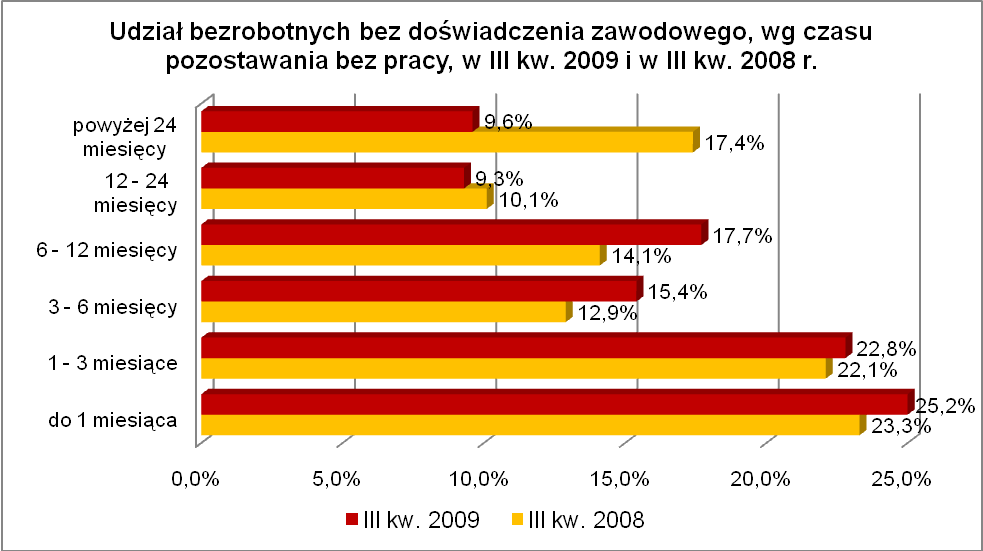 Udział bezrobotnych bez doświadczenia zawodowego, wg czasu
pozostawania bez pracy, w III kw. 2009 i w III kw. 2008 r.
powyżej 24
miesięcy
9,6%
17,4%
12 - 24
miesięcy
9,3%
10,1%
6 - 12 miesięcy
17,7%
14,1%
3 - 6 miesięcy
15,4%
12,9%
1 - 3 miesiące
22,8%
22,1%
do 1 miesiąca
25,2%
23,3%
0,0% 5,0% 10,0% 15,0% 20,0% 25,0%
III kw. 2009 III kw. 2008